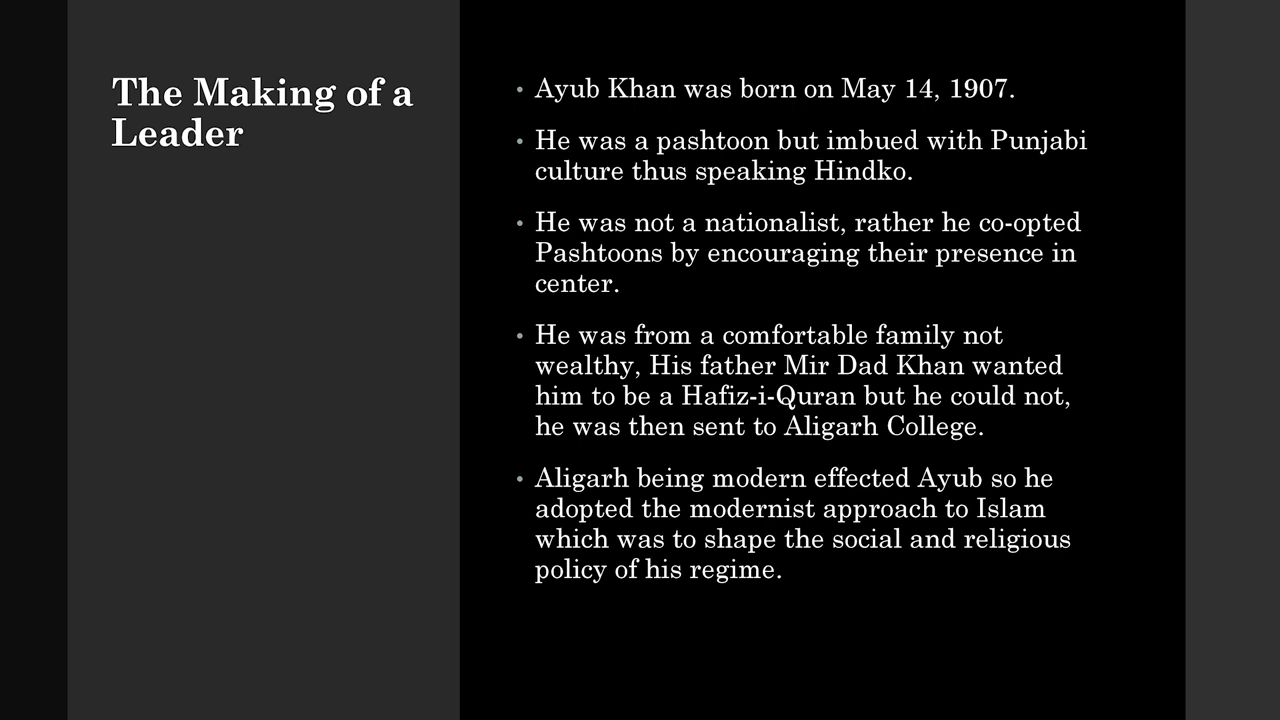 The Making of a
Leader
• Ayub Khan was born on May 14, 1907.
• He was a pashtoon but imbued with Punjabi
culture thus speaking Hindko.
• He was not a nationalist, rather he co-opted
Pashtoons by encouraging their presence in
center.
• He was from a comfortable family not
wealthy, His father Mir Dad Khan wanted
him to be a Hafiz-i-Quran but he could not,
he was then sent to Aligarh College.
• Aligarh being modern effected Ayub so he
adopted the modernist approach to Islam
which was to shape the social and religious
policy of his regime.